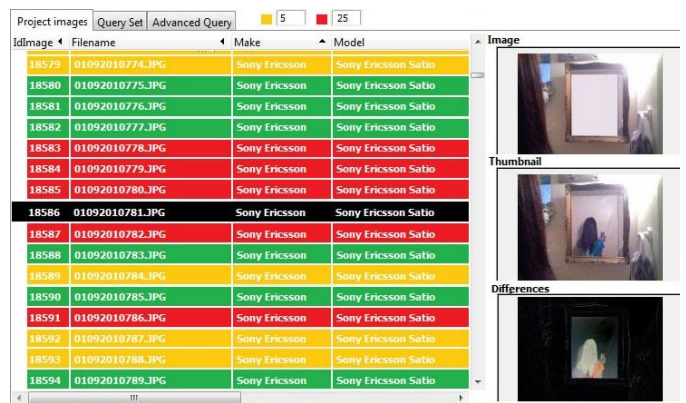 Project images Query Set Advanced Query 5 25
IdImage Filename Make Model
18579 01092010774.JPG Sony Ericsson Sony Ericsson Satio
18580 01092010775.JPG Sony Ericsson Sony Ericsson Satio
18581 01092010776.JPG Sony Ericsson Sony Ericsson Satio
18582 01092010777.JPG Sony Ericsson Sony Ericsson Satio
18583 01092010778.JPG Sony Ericsson Sony Ericsson Satio
18584 01092010779.JPG Sony Ericsson Sony Ericsson Satio
18585 01092010780.JPG Sony Ericsson Sony Ericsson Satio
18586 01092010781.JPG Sony Ericsson Sony Ericsson Satio
18587 01092010782.JPG Sony Ericsson Sony Ericsson Satio
18588 01092010783.JPG Sony Ericsson Sony Ericsson Satio
18589 01092010784.JPG Sony Ericsson Sony Ericsson Satio
18590 01092010785.JPG Sony Ericsson Sony Ericsson Satio
18591 01092010786.JPG Sony Ericsson Sony Ericsson Satio
18592 01092010787.JPG Sony Ericsson Sony Ericsson Satio
18593 01092010788.JPG Sony Ericsson Sony Ericsson Satio
18594 01092010789.JPG Sony Ericsson Sony Ericsson Satio
Image
Thumbnail
Differences